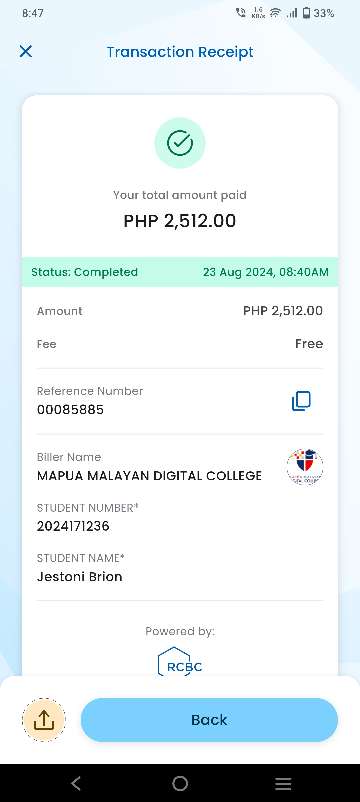 8:47
1.6 KB/s
33%
Transaction Receipt
Your total amount paid
PHP 2,512.00
Status: Completed 23 Aug 2024, 08:40AM
Amount PHP 2,512.00
Fee Free
Reference Number
00085885
Biller Name
MAPUA MALAYAN DIGITAL COLLEGE
STUDENT NUMBER*
2024171236
STUDENT NAME*
Jestoni Brion
Powered by:
RCBC
Back